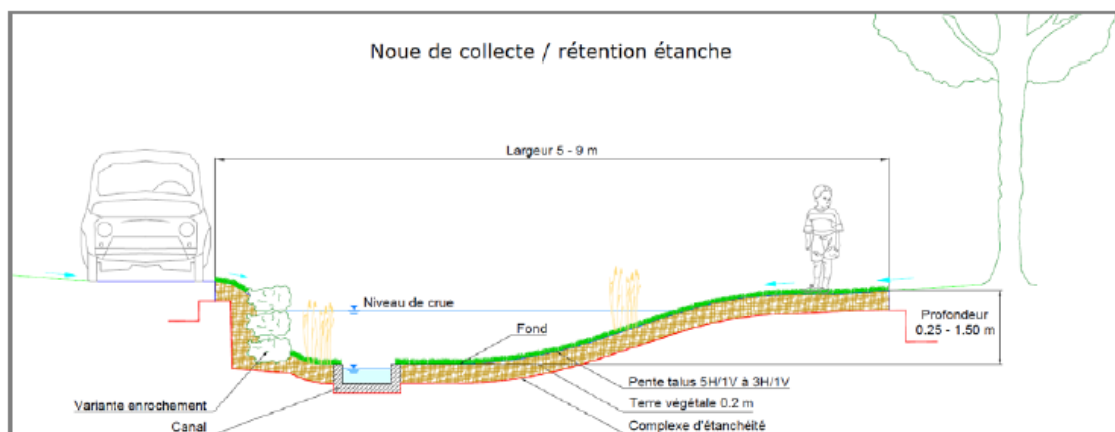 Noue de collecte / rétention étanche
Largeur 5 - 9 m
Niveau de crue
Profondeur
0.25 - 1.50 m
Fond
Pente talus 5H/1V à 3H/1V
Variante enrochement
Terre végétale 0.2 m
Canal
Complexe d'étanchéité